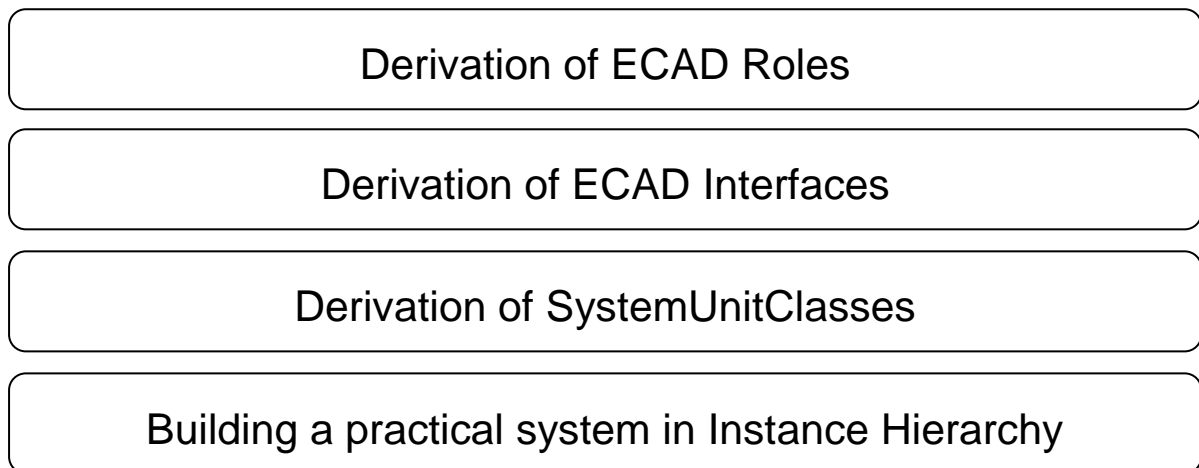 Derivation of ECAD Roles
Derivation of ECAD Interfaces
Derivation of SystemUnitClasses
Building a practical system in Instance Hierarchy